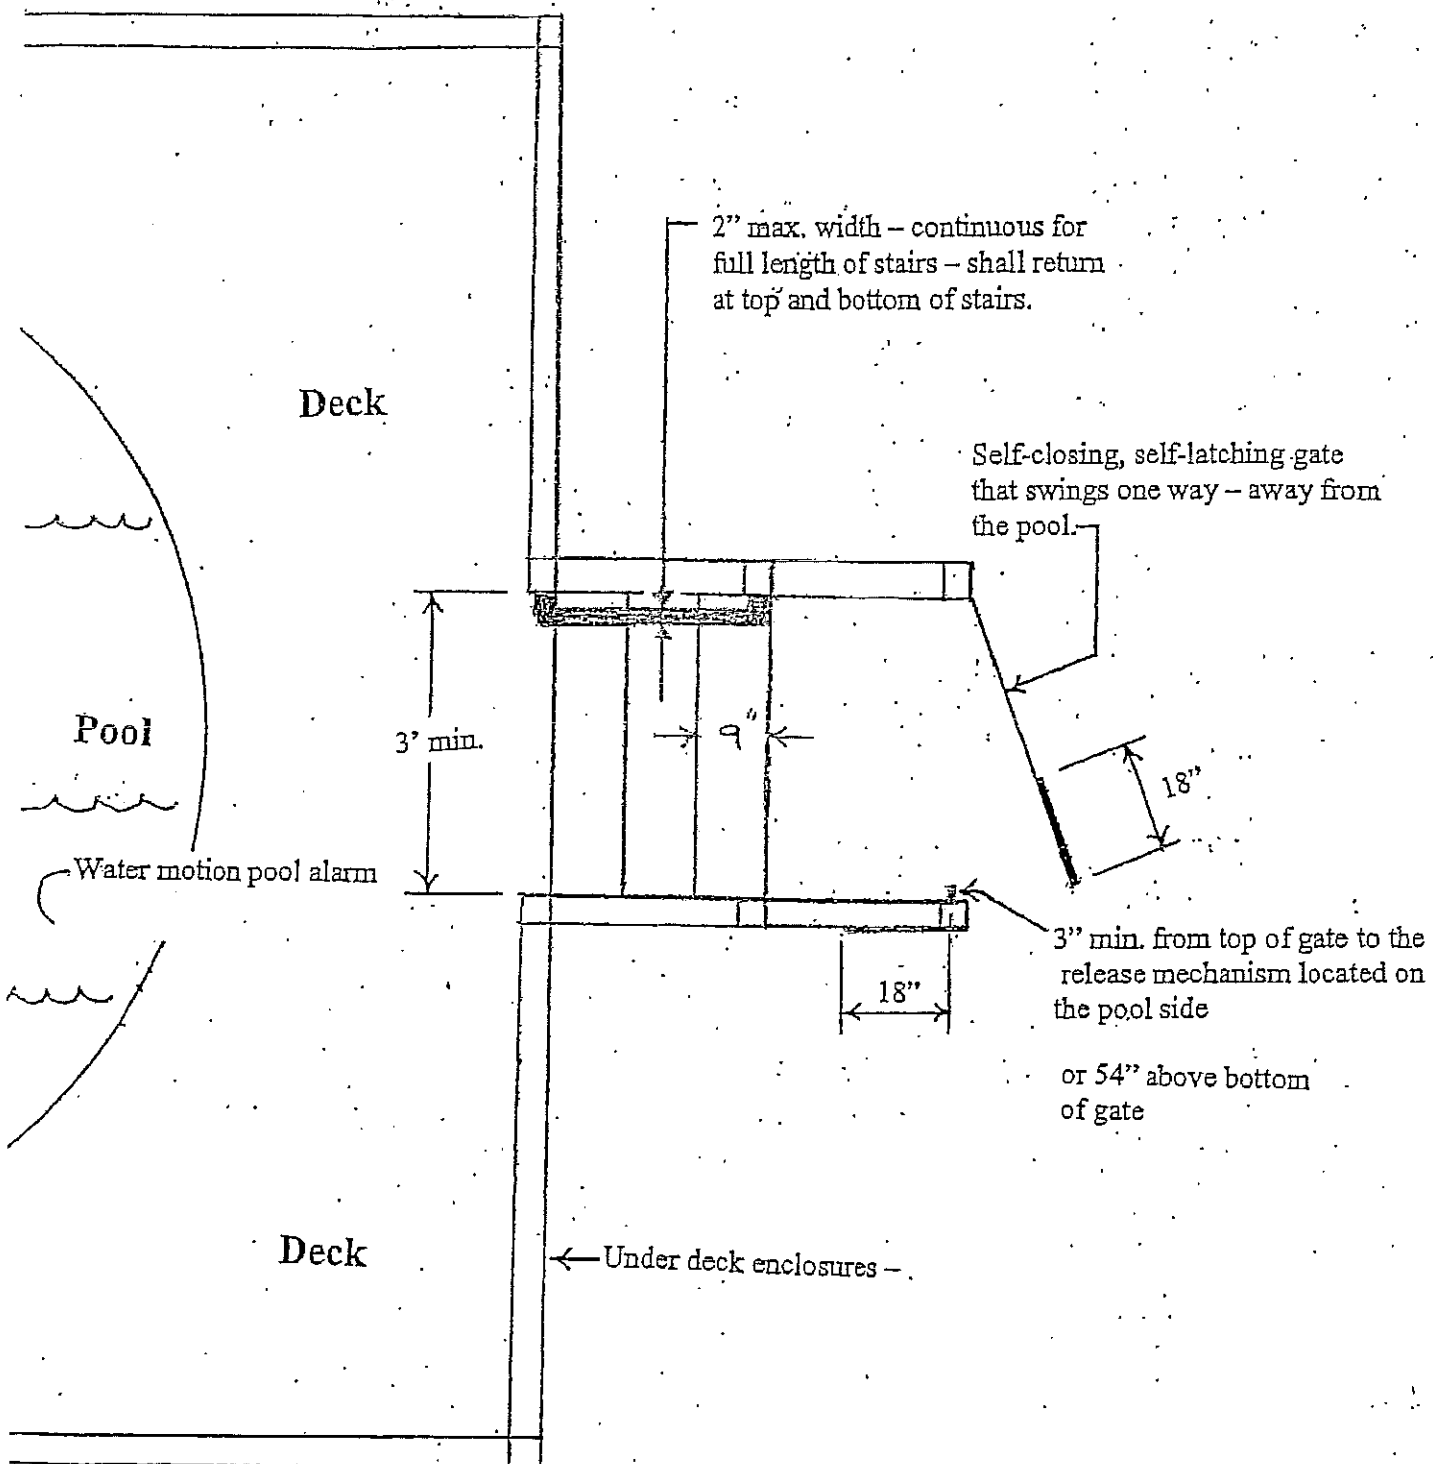 2” max. width – continuous for
full length of stairs – shall return
at top and bottom of stairs.
Deck
Self-closing, self-latching gate
that swings one way – away from
the pool.
Pool
3’ min.
9"
18”
Water motion pool alarm
3” min. from top of gate to the
release mechanism located on
the pool side
18”
or 54” above bottom
of gate
Deck
Under deck enclosures –